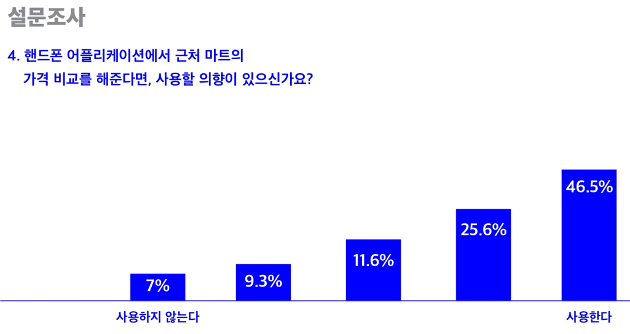 설문조사
4. 핸드폰 어플리케이션에서 근처 마트의
가격 비교를 해준다면, 사용할 의향이 있으신가요?
7%
9.3%
11.6%
25.6%
46.5%
사용하지 않는다
사용한다